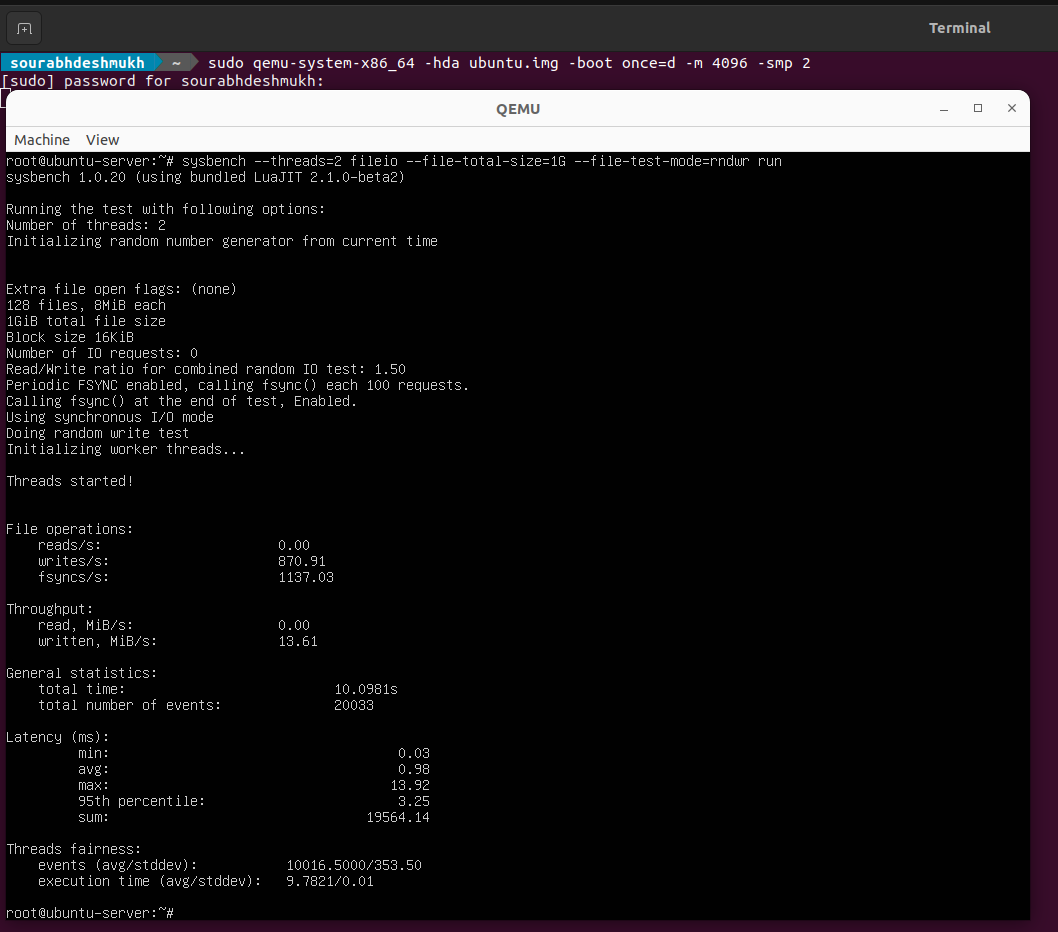 Terminal
sourabhdeshmukh ~ sudo qemu-system-x86_64 -hda ubuntu.img -boot once=d -m 4096 -smp 2
[sudo] password for sourabhdeshmukh:
QEMU
Machine View
root@ubuntu-server:~# sysbench --threads=2 fileio --file-total-size=1G --file-test-mode=rndwr run
sysbench 1.0.20 (using bundled LuaJIT 2.1.0-beta2)
Running the test with following options:
Number of threads: 2
Initializing random number generator from current time
Extra file open flags: (none)
128 files, 8MiB each
1GiB total file size
Block size 16KiB
Number of IO requests: 0
Read/Write ratio for combined random IO test: 1.50
Periodic FSYNC enabled, calling fsync() each 100 requests.
Calling fsync() at the end of test, Enabled.
Using synchronous I/O mode
Doing random write test
Initializing worker threads...
Threads started!
File operations:
reads/s: 0.00
writes/s: 870.91
fsyncs/s: 1137.03
Throughput:
read, MiB/s: 0.00
written, MiB/s: 13.61
General statistics:
total time: 10.0981s
total number of events: 20033
Latency (ms):
min: 0.03
avg: 0.98
max: 13.92
95th percentile: 3.25
sum: 19564.14
Threads fairness:
events (avg/stddev): 10016.5000/353.50
execution time (avg/stddev): 9.7821/0.01
root@ubuntu-server:~#